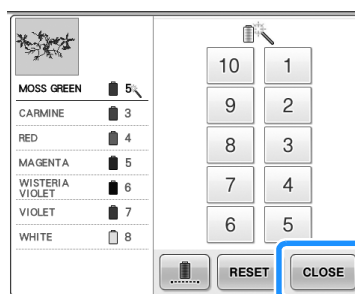 MOSS GREEN 5
CARMINE 3
RED 4
MAGENTA 5
WISTERIA VIOLET 6
VIOLET 7
WHITE 8
10 1
9 2
8 3
7 4
6 5
RESET CLOSE